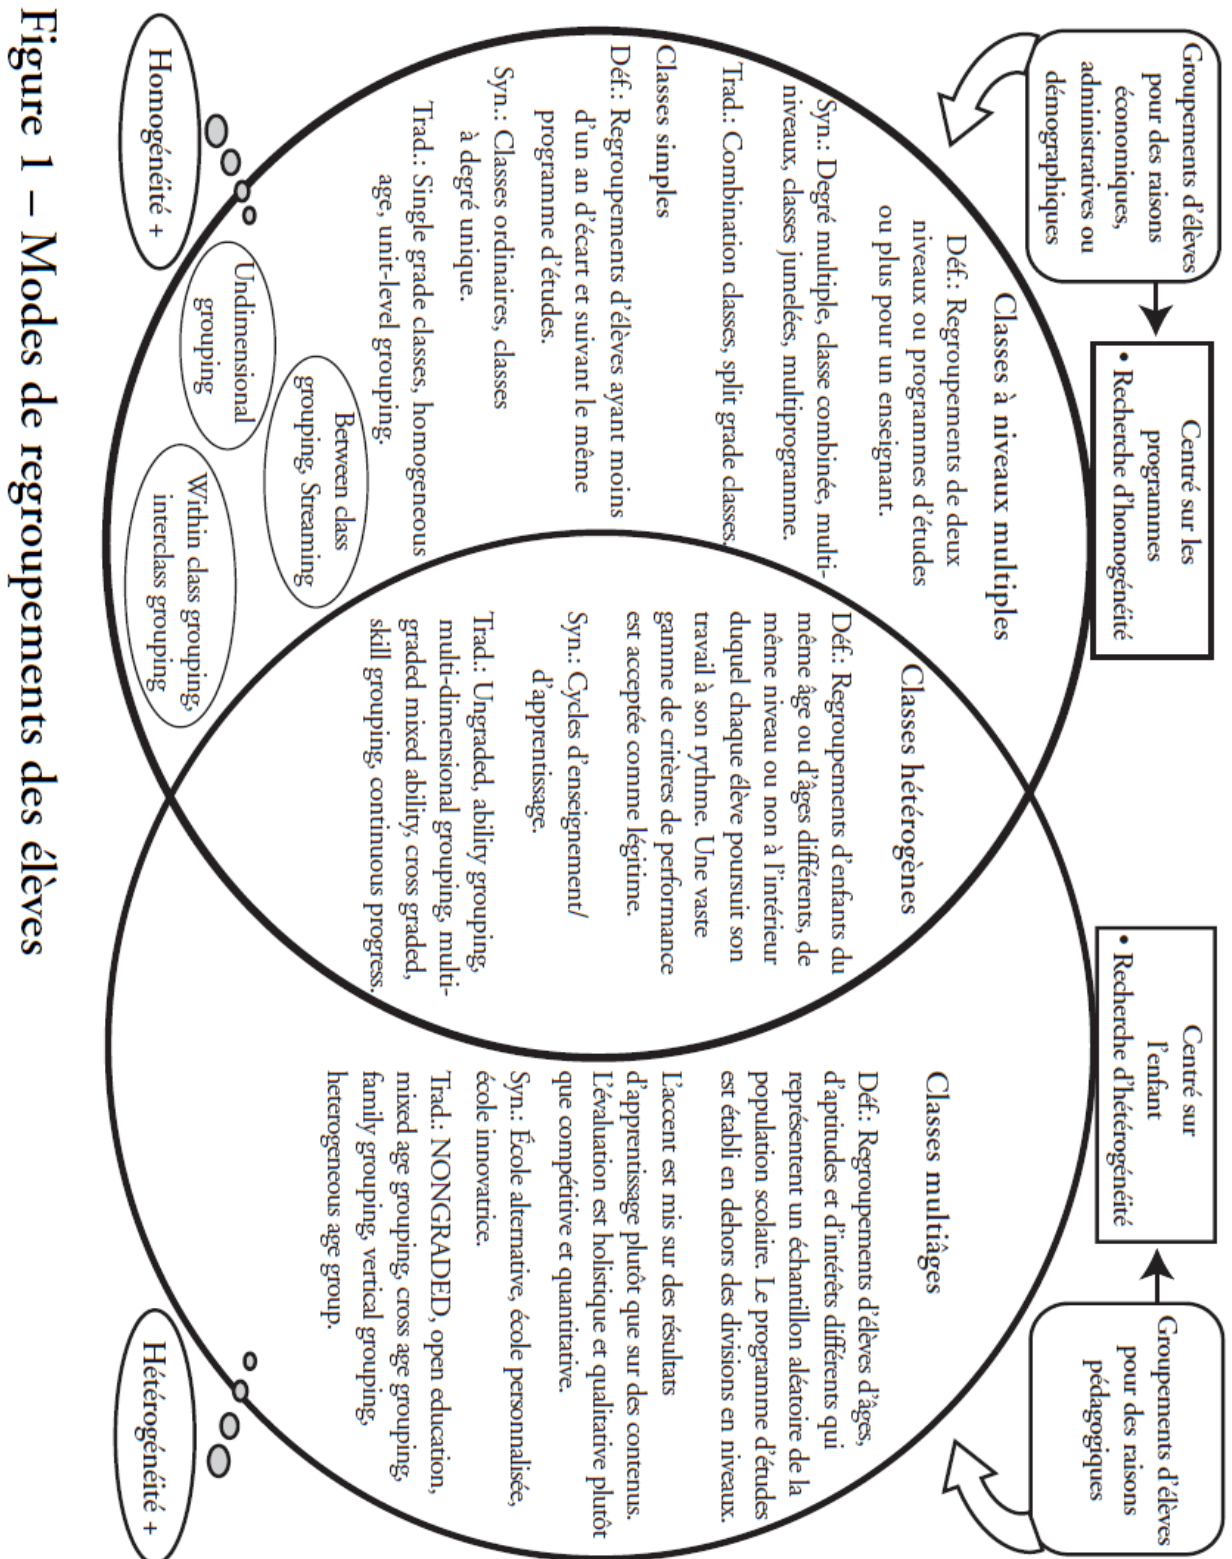 Groupements d'élèves
pour des raisons
économiques,
administratives ou
démographiques
Centré sur les
programmes
• Recherche d'homogénéité
Centré sur
l'enfant
• Recherche d'hétérogénéité
Groupements d'élèves
pour des raisons
pédagogiques
Classes à niveaux multiples
Déf.: Regroupements de deux
niveaux ou programmes d'études
ou plus pour un enseignant.
Syn.: Degré multiple, classe combinée, multi-
niveaux, classes jumelées, multiprogramme.
Trad.: Combination classes, split grade classes.
Classes simples
Déf.: Regroupements d'élèves ayant moins
d'un an d'écart et suivant le même
programme d'études.
Syn.: Classes ordinaires, classes
à degré unique.
Trad.: Single grade classes, homogeneous
age, unit-level grouping.
Between class
grouping, Streaming
Undimensional
grouping
Within class grouping,
interclass grouping
Homogénéité +
Classes hétérogènes
Déf.: Regroupements d'enfants du
même âge ou d'âges différents, de
même niveau ou non à l'intérieur
duquel chaque élève poursuit son
travail à son rythme. Une vaste
gamme de critères de performance
est acceptée comme légitime.
Syn.: Cycles d'enseignement/
d'apprentissage.
Trad.: Ungraded, ability grouping,
multi-dimensional grouping, multi-
graded mixed ability, cross graded,
skill grouping, continuous progress.
Classes multiâges
Déf.: Regroupements d'élèves d'âges,
d'aptitudes et d'intérêts différents qui
représentent un échantillon aléatoire de la
population scolaire. Le programme d'études
est établi en dehors des divisions en niveaux.
L'accent est mis sur des résultats
d'apprentissage plutôt que sur des contenus.
L'évaluation est holistique et qualitative plutôt
que compétitive et quantitative.
Syn.: École alternative, école personnalisée,
école innovatrice.
Trad.: NONGRADED, open education,
mixed age grouping, cross age grouping,
family grouping, vertical grouping,
heterogeneous age group.
Hétérogénéité +
Figure 1 – Modes de regroupements des élèves